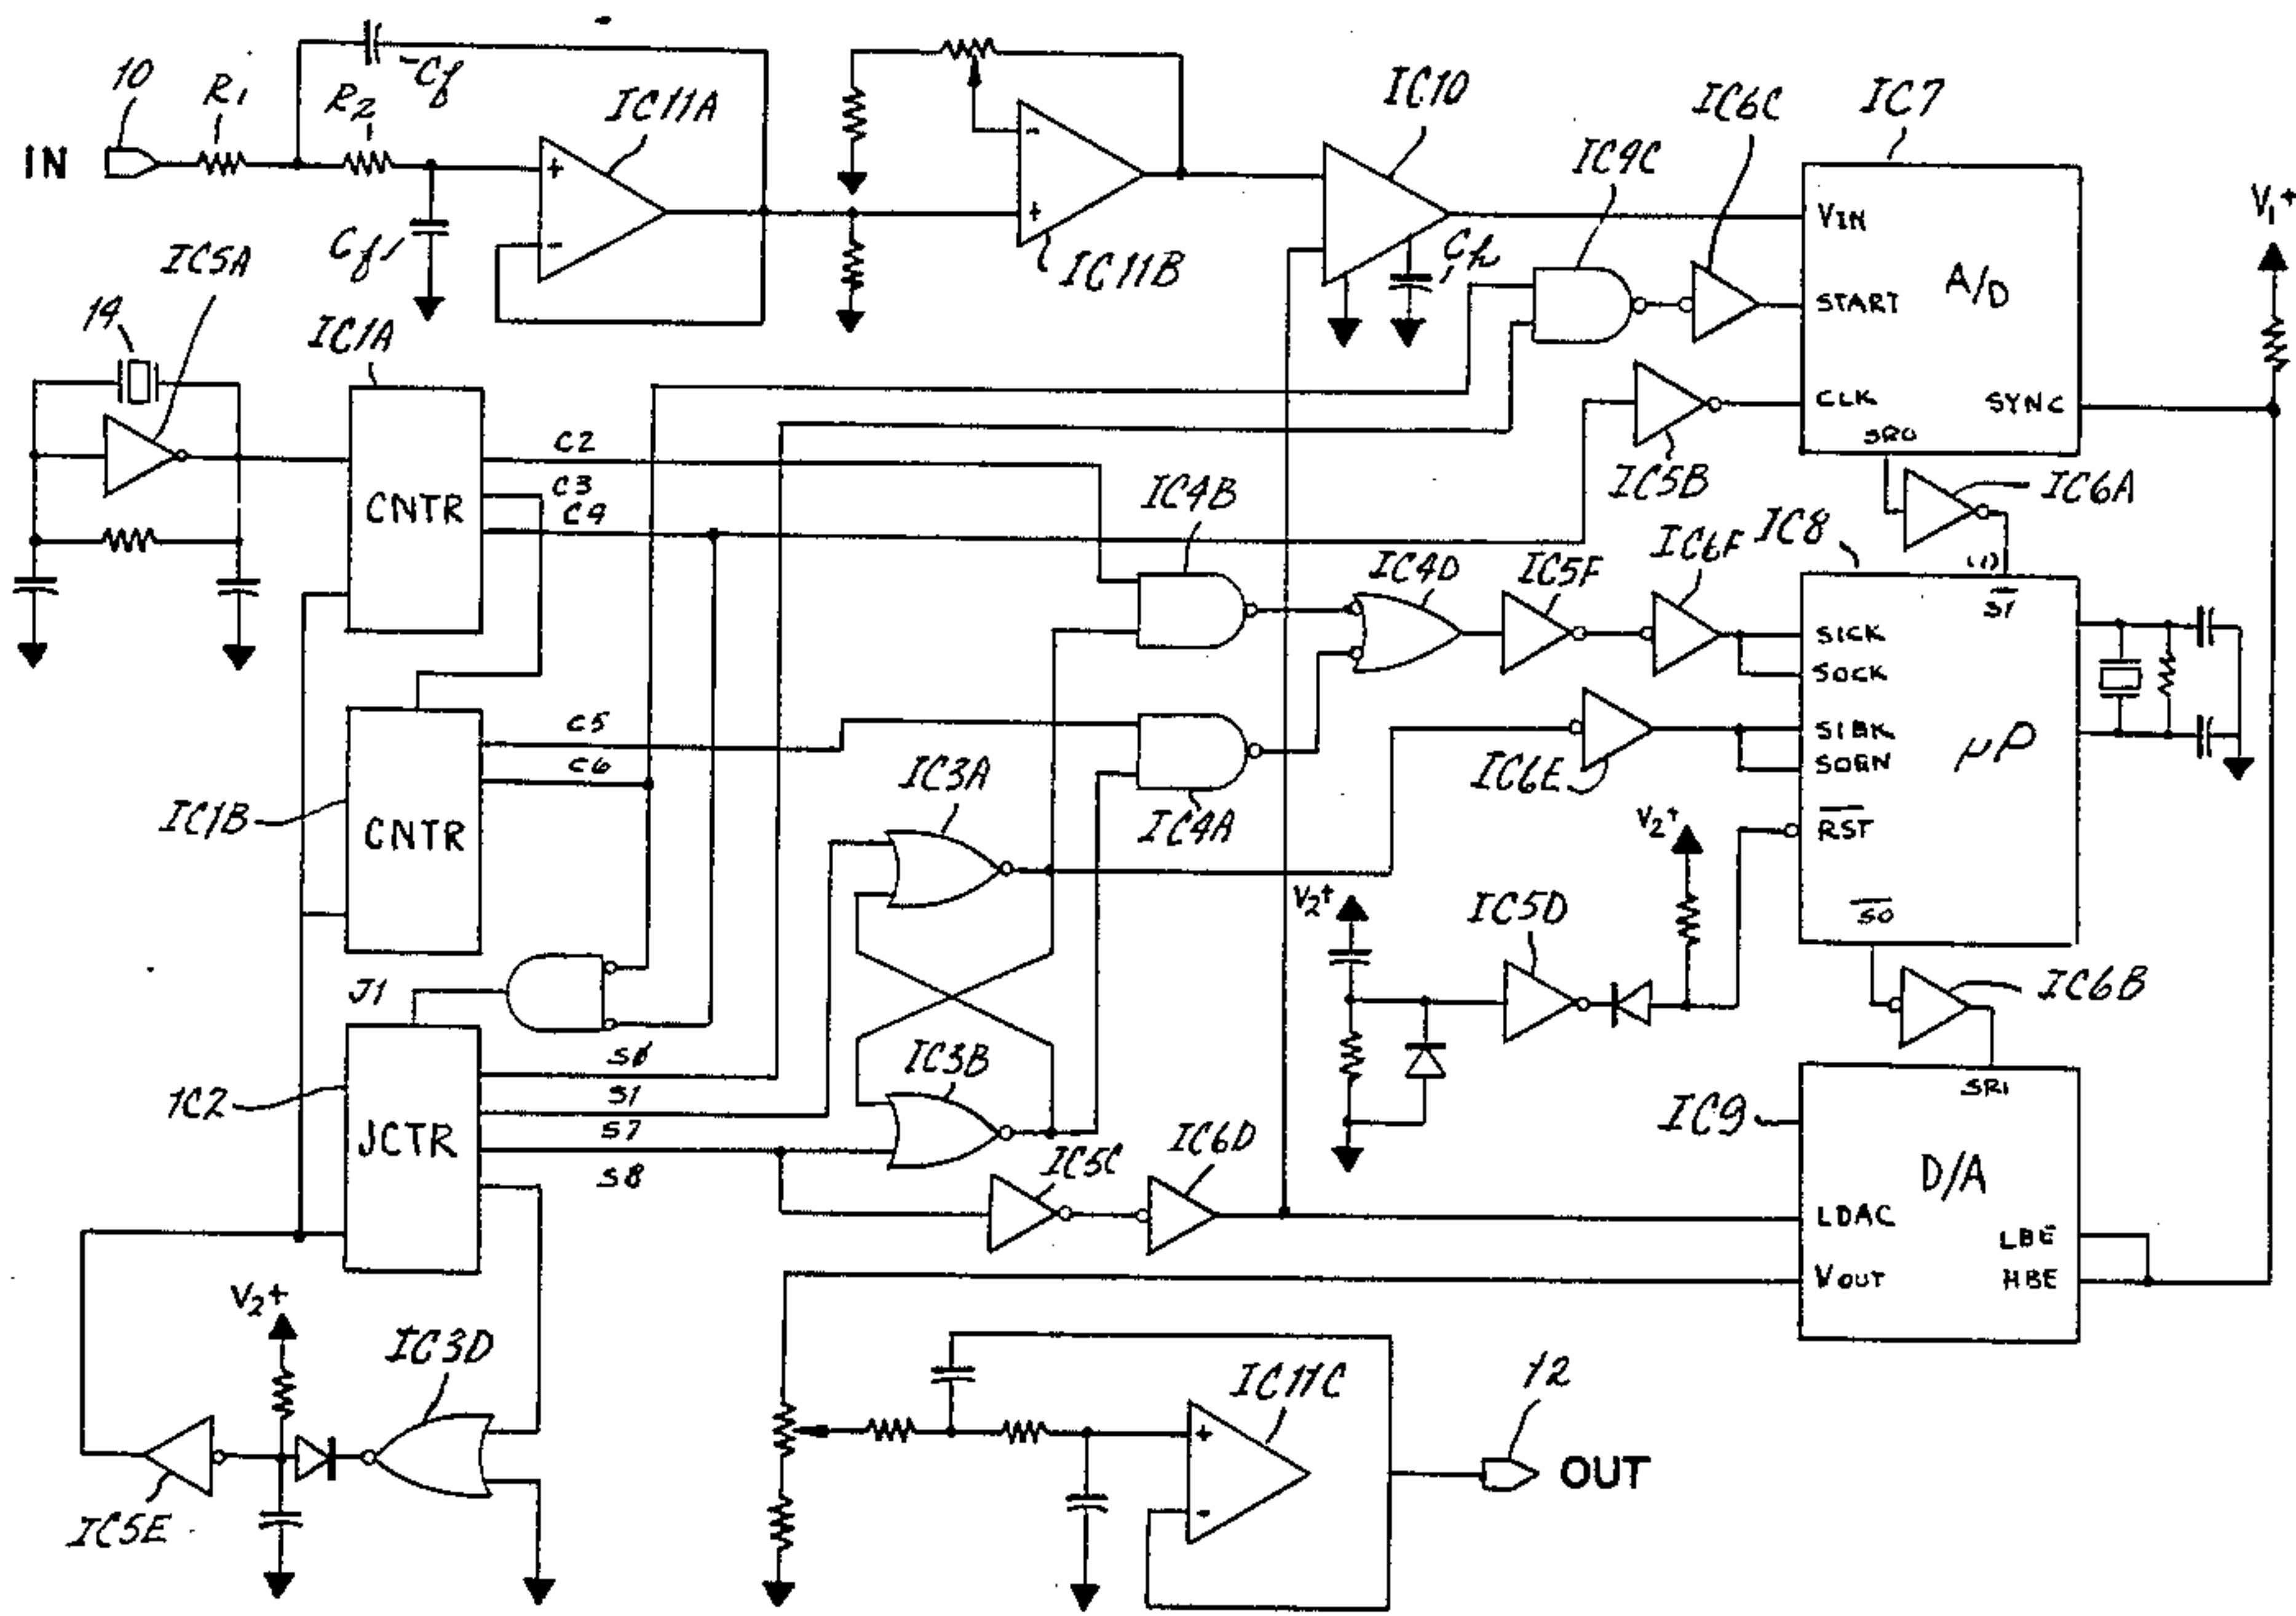 10
R1
R2
Cf
IC11A
IN
+
-
Cf'
-
+
IC11B
IC10
Ch
IC6C
IC4C
IC7
VIN
A/D
START
CLK
SYNC
SRO
V1+
IC5A
14
IC1A
CNTR
C2
C3
C4
IC5B
IC6A
IC4B
IC4D
IC5F
IC6F
IC8
(1)
SI
SICK
SOCK
SIBK
SOEN
μP
RST
SO
C5
C6
IC1B
CNTR
IC3A
IC4A
IC6E
V2+
V2+
IC5D
IC6B
J1
S0
S1
S7
S8
IC2
JCTR
IC3B
IC5C
IC6D
IC9
SRI
D/A
LDAC
LBE
VOUT
HBE
V2+
IC3D
IC5E
IC11C
+
-
12
OUT